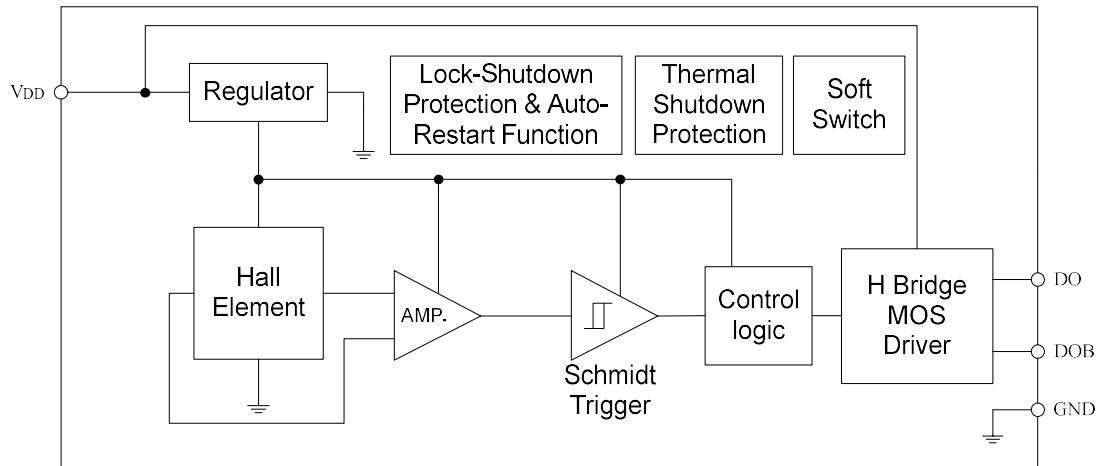 VDD
Regulator
Lock-Shutdown
Protection & Auto-
Restart Function
Thermal
Shutdown
Protection
Soft
Switch
Hall
Element
AMP.
Schmidt
Trigger
Control
logic
H Bridge
MOS
Driver
DO
DOB
GND